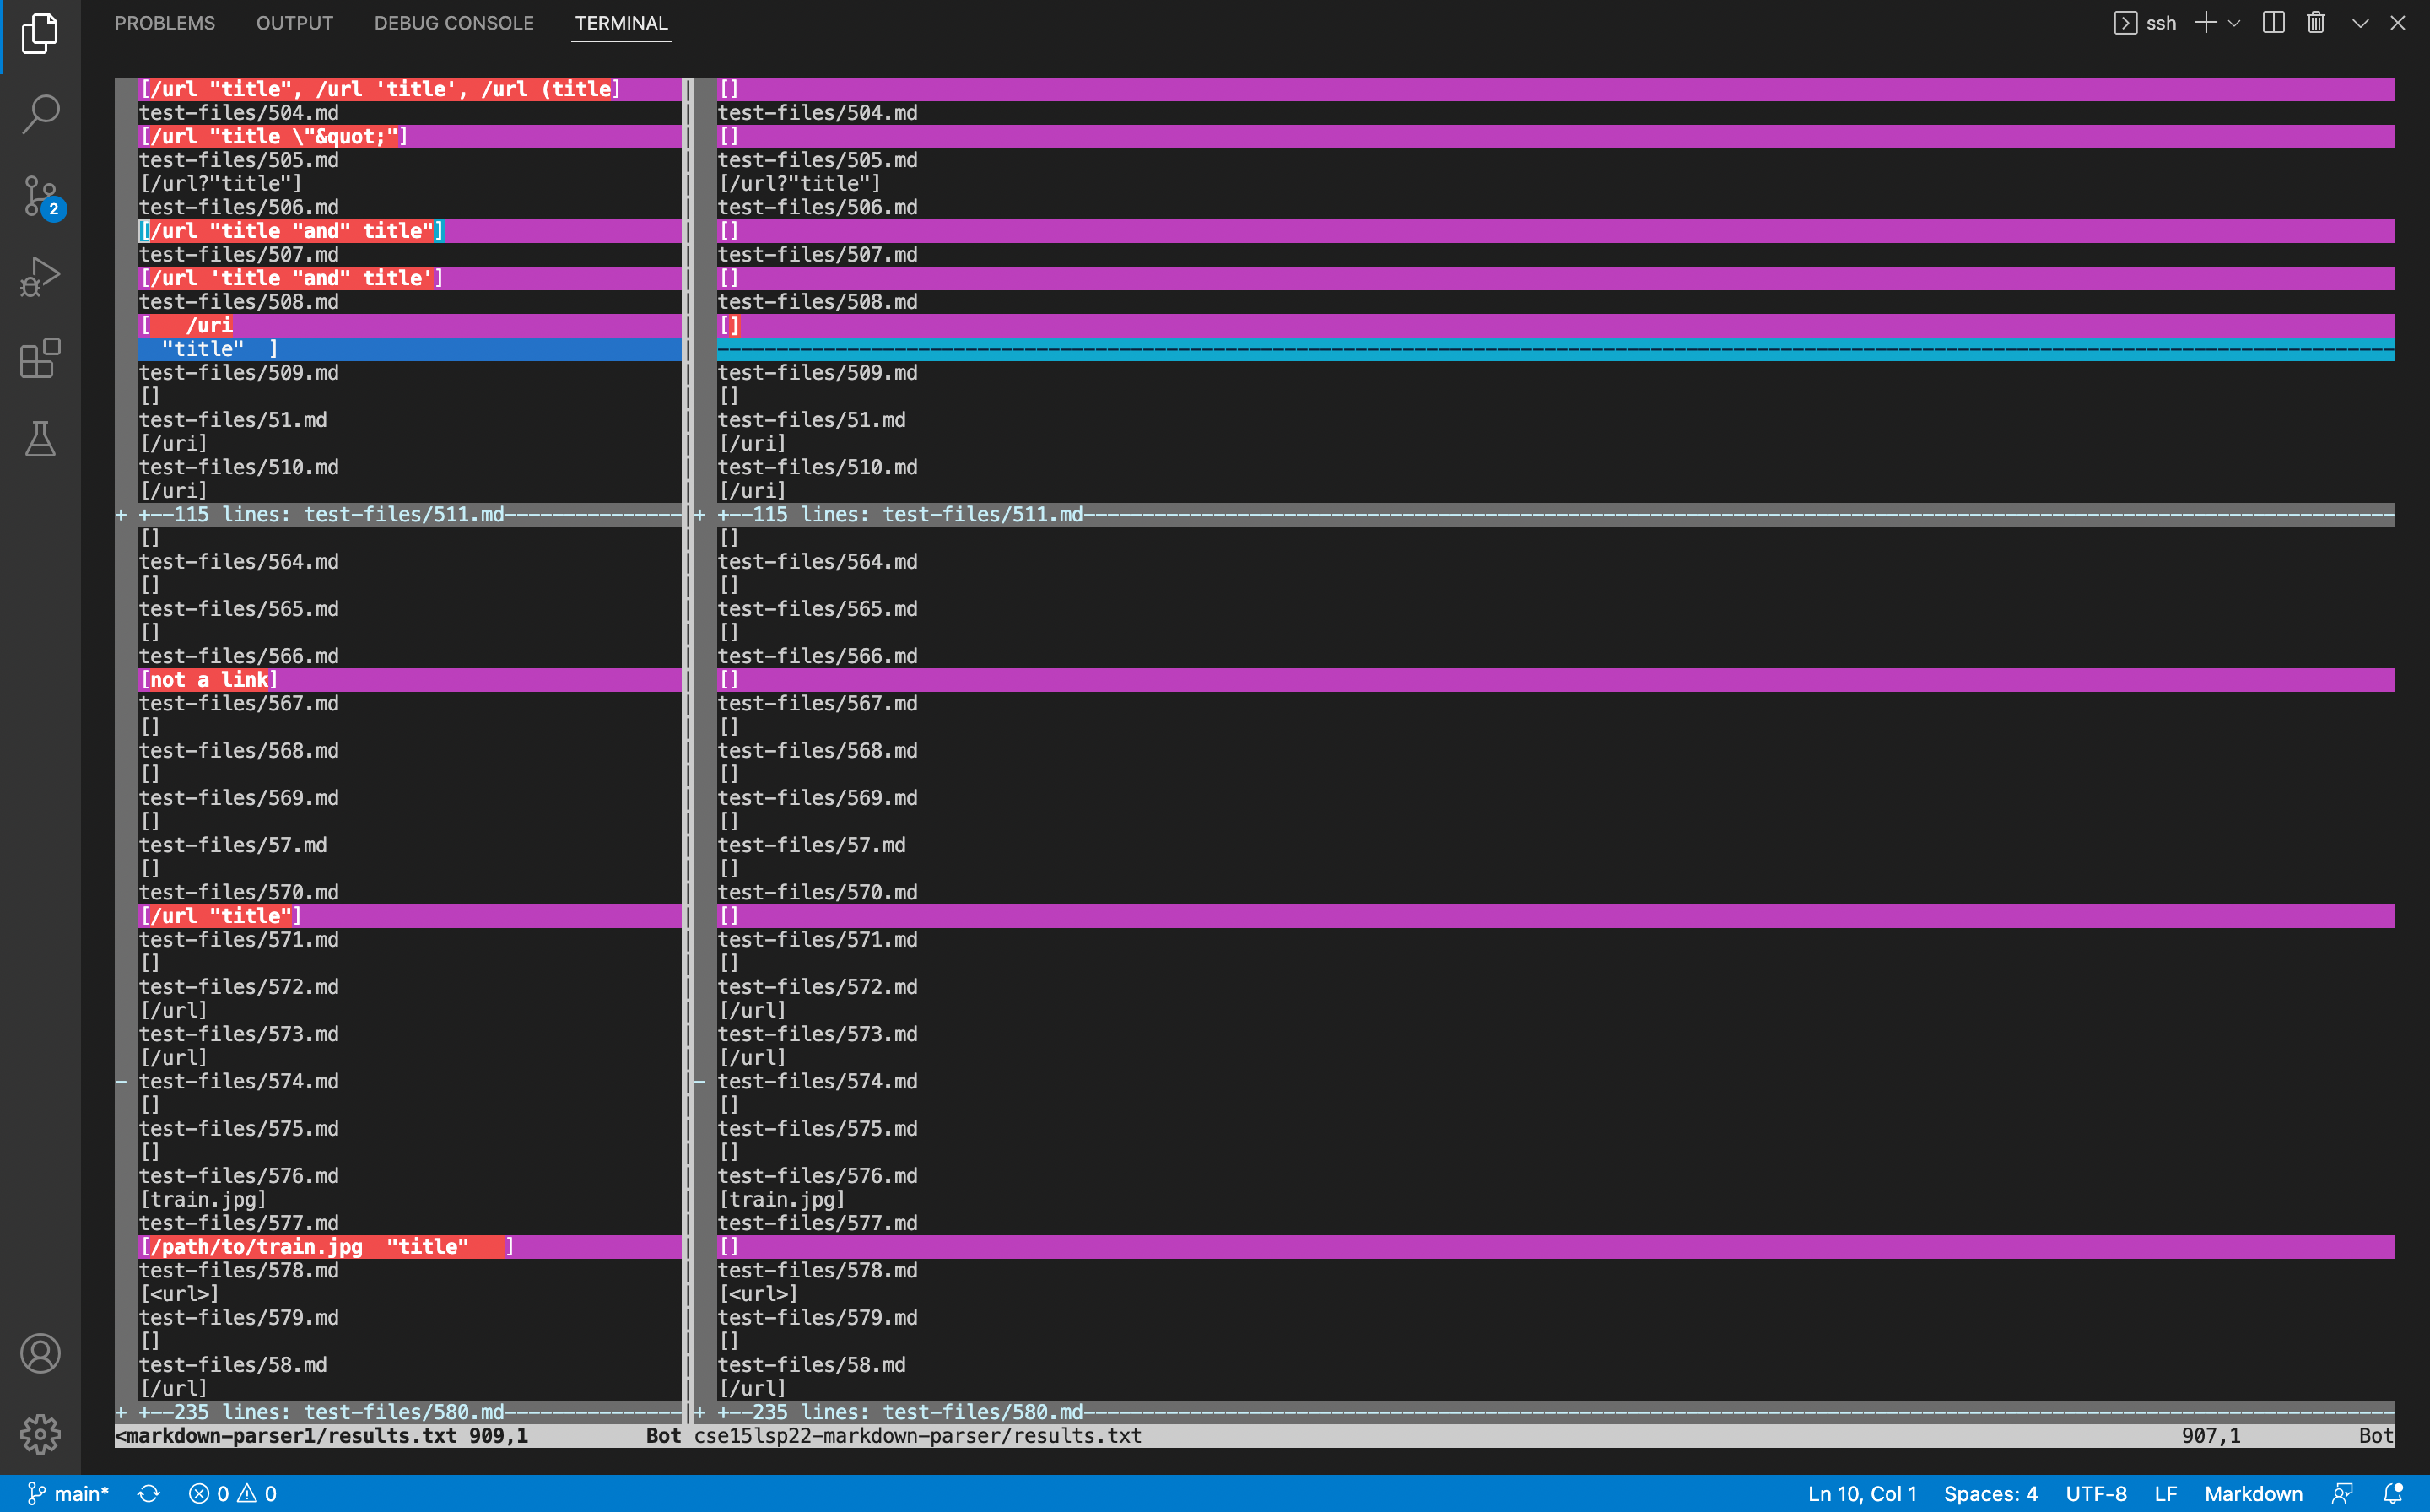 PROBLEMS OUTPUT DEBUG CONSOLE TERMINAL ssh
[/url "title", /url 'title', /url (title] []
test-files/504.md test-files/504.md
[/url "title \"&quot;"] []
test-files/505.md test-files/505.md
[/url?"title"] [/url?"title"]
test-files/506.md test-files/506.md
[/url "title "and" title"] []
test-files/507.md test-files/507.md
[/url 'title "and" title'] []
test-files/508.md test-files/508.md
[   /uri []
  "title"  ] ----------------------------------------------------------------------------------------------------------------------------------------------
test-files/509.md test-files/509.md
[] []
test-files/51.md test-files/51.md
[/uri] [/uri]
test-files/510.md test-files/510.md
[/uri] [/uri]
+ +--115 lines: test-files/511.md--------------- + +--115 lines: test-files/511.md---------------------------------------------------------------------------------------------------------------
[] []
test-files/564.md test-files/564.md
[] []
test-files/565.md test-files/565.md
[] []
test-files/566.md test-files/566.md
[not a link] []
test-files/567.md test-files/567.md
[] []
test-files/568.md test-files/568.md
[] []
test-files/569.md test-files/569.md
[] []
test-files/57.md test-files/57.md
[] []
test-files/570.md test-files/570.md
[/url "title"] []
test-files/571.md test-files/571.md
[] []
test-files/572.md test-files/572.md
[/url] [/url]
test-files/573.md test-files/573.md
[/url] [/url]
- test-files/574.md - test-files/574.md
[] []
test-files/575.md test-files/575.md
[] []
test-files/576.md test-files/576.md
[train.jpg] [train.jpg]
test-files/577.md test-files/577.md
[/path/to/train.jpg  "title"   ] []
test-files/578.md test-files/578.md
[<url>] [<url>]
test-files/579.md test-files/579.md
[] []
test-files/58.md test-files/58.md
[/url] [/url]
+ +--235 lines: test-files/580.md--------------- + +--235 lines: test-files/580.md---------------------------------------------------------------------------------------------------------------
<markdown-parser1/results.txt 909,1 Bot cse15lsp22-markdown-parser/results.txt 907,1 Bot
2
main* 0 0 Ln 10, Col 1 Spaces: 4 UTF-8 LF Markdown